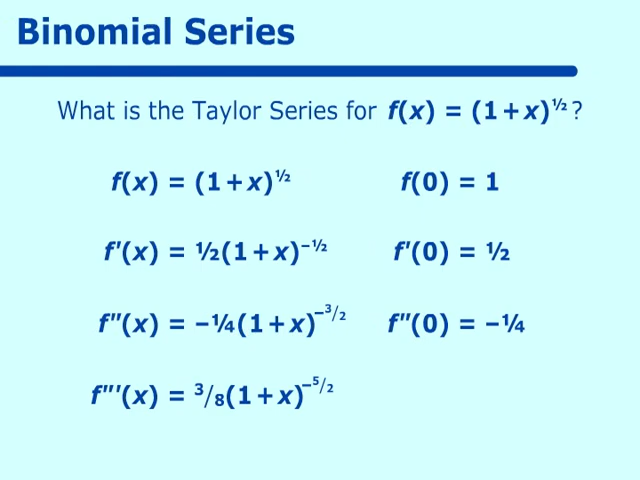 Binomial Series
What is the Taylor Series for f(x) = (1+x)^½ ?
f(x) = (1+x)^½ f(0) = 1
f'(x) = ½(1+x)^–½ f'(0) = ½
f"(x) = –¼(1+x)^–3/2 f"(0) = –¼
f"'(x) = 3/8(1+x)^–5/2